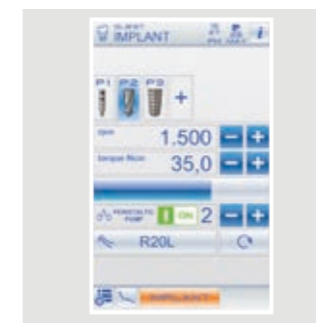 IMPLANT
P1 P2 P3 +
rpm 1.500 - +
torque Ncm 35,0 - +
PERISTALTIC PUMP I ON 2 - +
R20L
IMPLANT